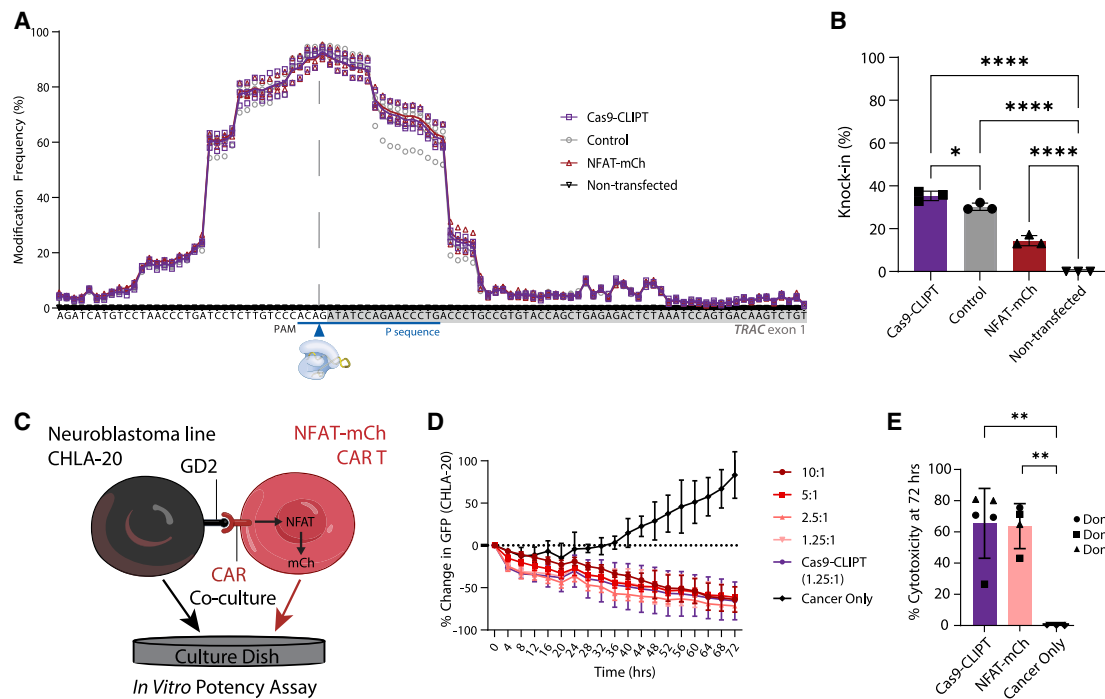 A
Modification Frequency (%)
100
80
60
40
20
0
Cas9-CLIPT
Control
NFAT-mCh
Non-transfected
AGATCATGTCCTAACCCTGATCCTCTTGTCCCACAGATATCCAGAACCCTGACCCTGCCGTGTACCAGCTGAGAGACTCTAAATCCAGTGACAAGTCTGT
PAM
P sequence
TRAC exon 1
B
Knock-in (%)
100
80
60
40
20
0
****
****
*
****
Cas9-CLIPT
Control
NFAT-mCh
Non-transfected
C
Neuroblastoma line
CHLA-20
NFAT-mCh
CAR T
GD2
NFAT
mCh
CAR
Co-culture
Culture Dish
In Vitro Potency Assay
D
% Change in GFP (CHLA-20)
100
50
0
-50
-100
0 4 8 12 16 20 24 28 32 36 40 44 48 52 56 60 64 68 72
Time (hrs)
10:1
5:1
2.5:1
1.25:1
Cas9-CLIPT
(1.25:1)
Cancer Only
E
% Cytotoxicity at 72 hrs
100
80
60
40
20
0
**
**
Cas9-CLIPT
NFAT-mCh
Cancer Only
Don
Don
Don